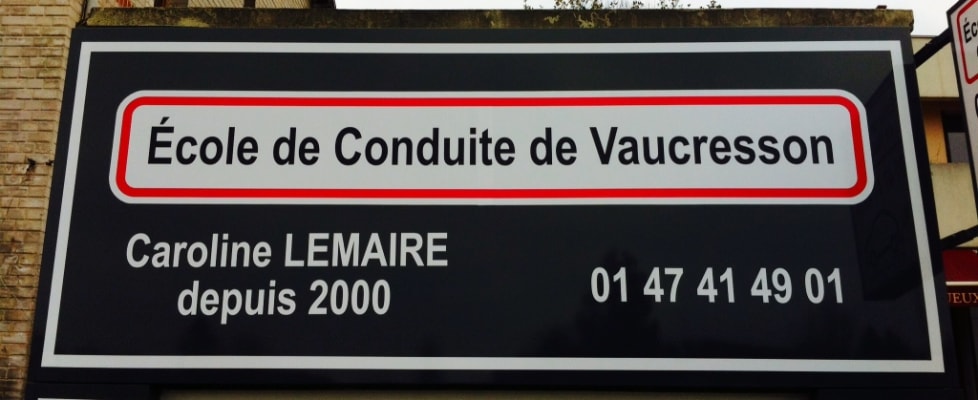 École de Conduite de Vaucresson
Caroline LEMAIRE
depuis 2000
01 47 41 49 01